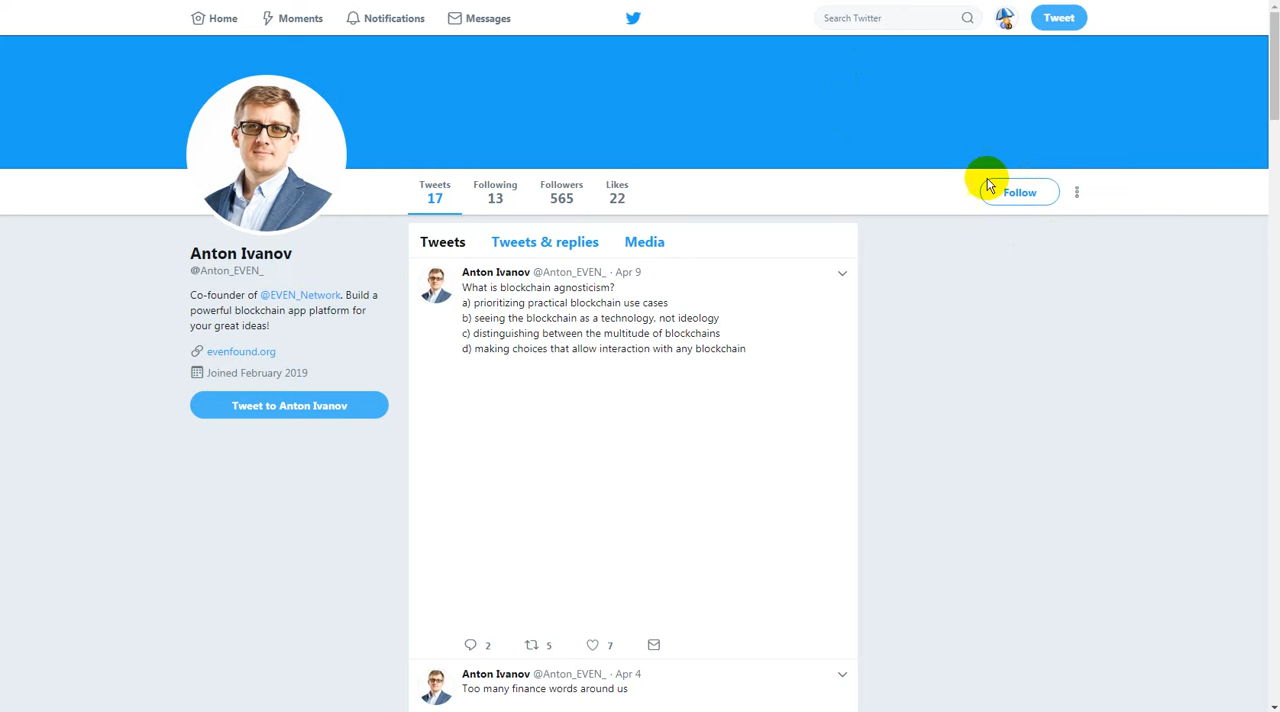 Home Moments Notifications Messages Search Twitter Tweet
Tweets Following Followers Likes
17 13 565 22
Follow
Anton Ivanov
@Anton_EVEN_
Co-founder of @EVEN_Network. Build a
powerful blockchain app platform for
your great ideas!
evenfound.org
Joined February 2019
Tweet to Anton Ivanov
Tweets Tweets & replies Media
Anton Ivanov @Anton_EVEN_ · Apr 9
What is blockchain agnosticism?
a) prioritizing practical blockchain use cases
b) seeing the blockchain as a technology, not ideology
c) distinguishing between the multitude of blockchains
d) making choices that allow interaction with any blockchain
2 5 7
Anton Ivanov @Anton_EVEN_ · Apr 4
Too many finance words around us